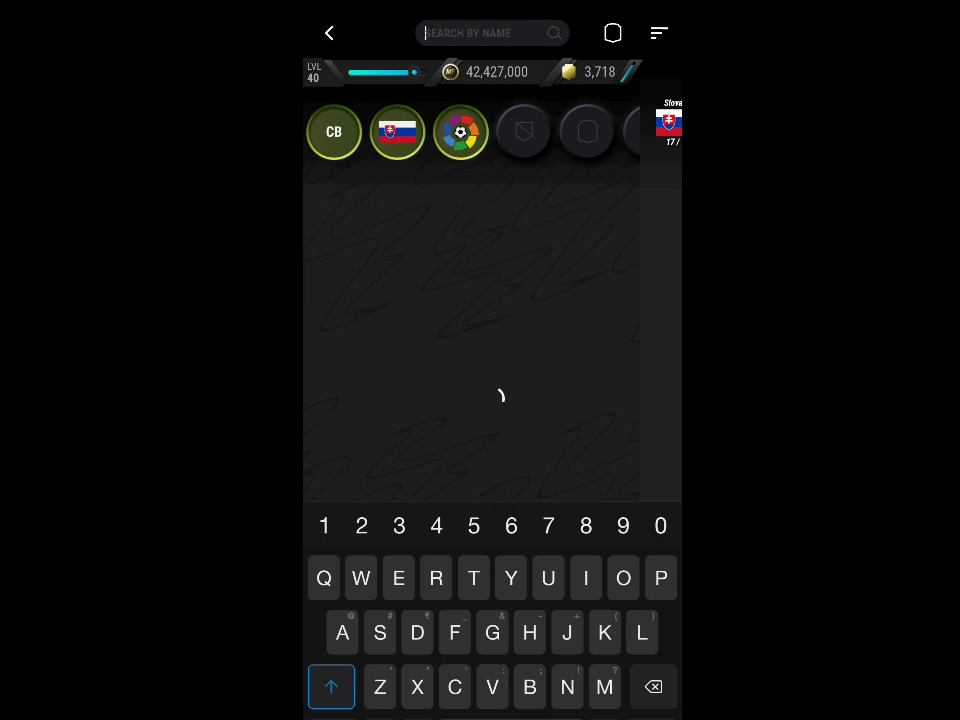 SEARCH BY NAME
LVL
40
MF
42,427,000
3,718
CB
Slova
17/
1 2 3 4 5 6 7 8 9 0
Q W E R T Y U I O P
@ # ₹ _ & - + ( )
A S D F G H J K L
* " ' : ; ! ?
Z X C V B N M